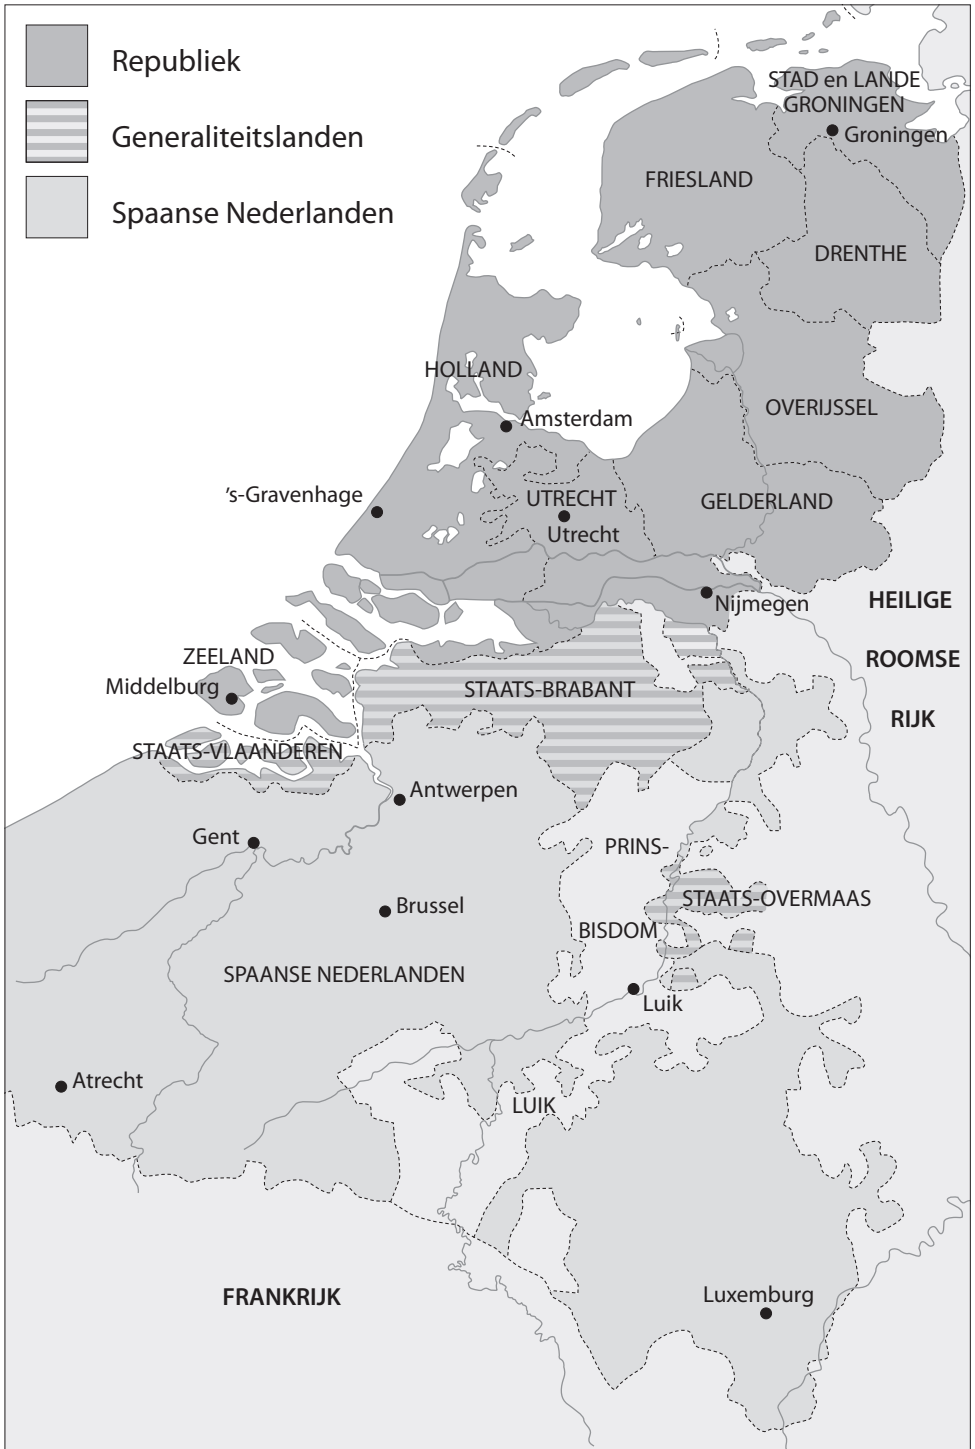 Republiek
Generaliteitslanden
Spaanse Nederlanden
STAD en LANDE
GRONINGEN
Groningen
FRIESLAND
DRENTHE
HOLLAND
OVERIJSSEL
Amsterdam
's-Gravenhage
UTRECHT
Utrecht
GELDERLAND
Nijmegen
HEILIGE
ROOMSE
RIJK
ZEELAND
Middelburg
STAATS-BRABANT
STAATS-VLAANDEREN
Antwerpen
Gent
PRINS-
BISDOM
STAATS-OVERMAAS
Brussel
SPAANSE NEDERLANDEN
Luik
Atrecht
LUIK
FRANKRIJK
Luxemburg